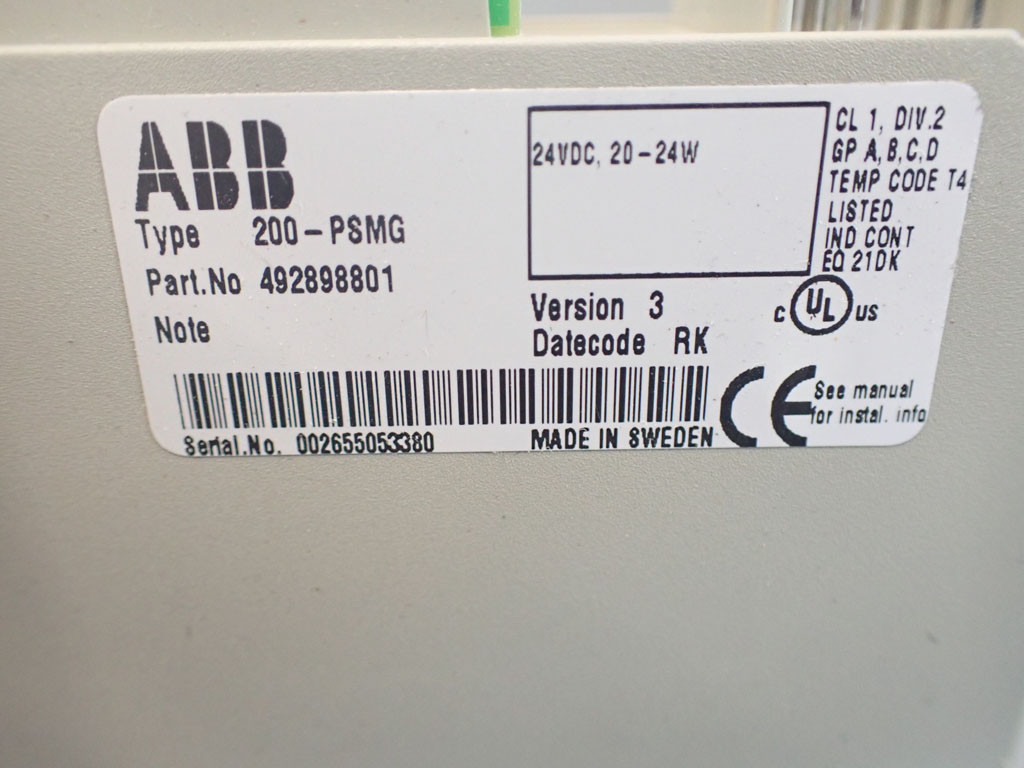 ABB
Type 200-PSMG
Part.No 492898801
Note
24VDC, 20-24W
Version 3
Datecode RK
CL 1, DIV.2
GP A,B,C,D
TEMP CODE T4
LISTED
IND CONT
EQ 21DK
C UL US
Serial.No. 002655053380
MADE IN SWEDEN
CE
See manual
for instal. info